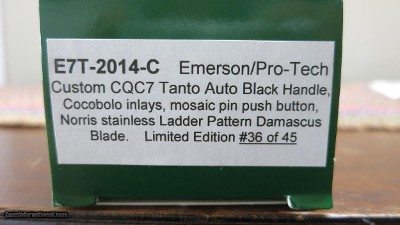 E7T-2014-C Emerson/Pro-Tech
Custom CQC7 Tanto Auto Black Handle,
Cocobolo inlays, mosaic pin push button,
Norris stainless Ladder Pattern Damascus
Blade. Limited Edition #36 of 45